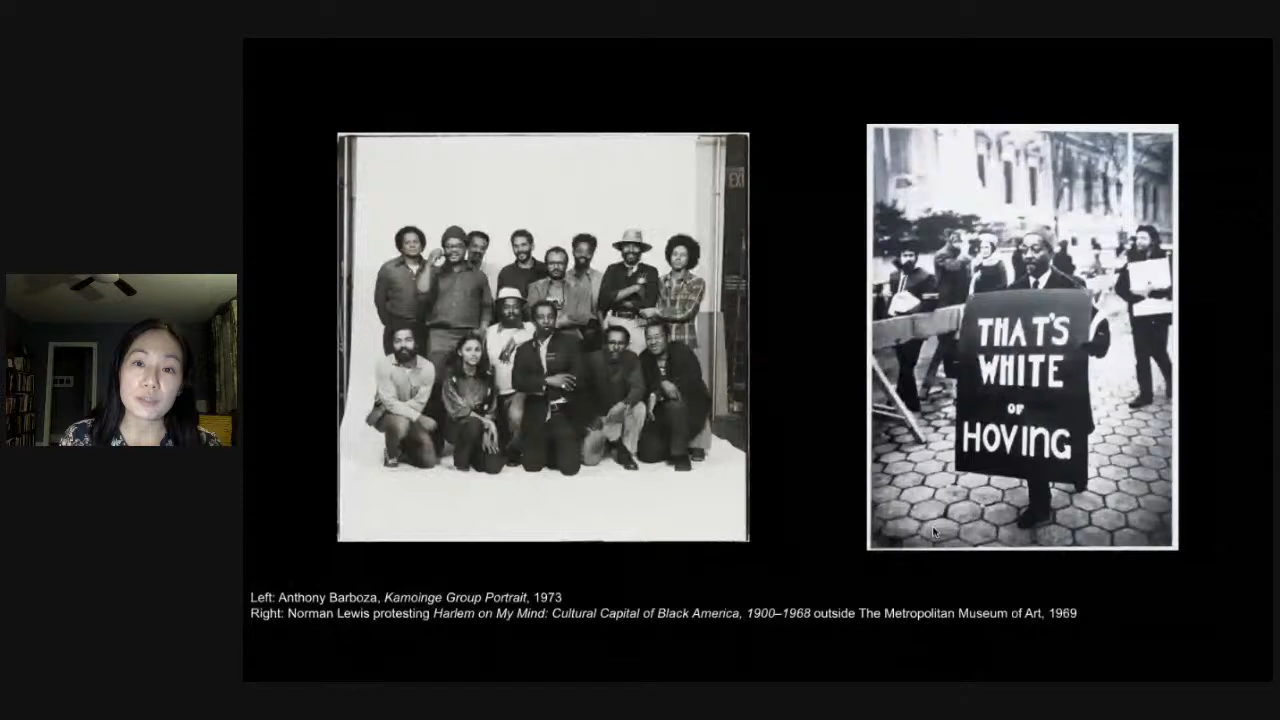 EXI
THAT'S
WHITE
OF
HOVING
Left: Anthony Barboza, Kamoinge Group Portrait, 1973
Right: Norman Lewis protesting Harlem on My Mind: Cultural Capital of Black America, 1900–1968 outside The Metropolitan Museum of Art, 1969